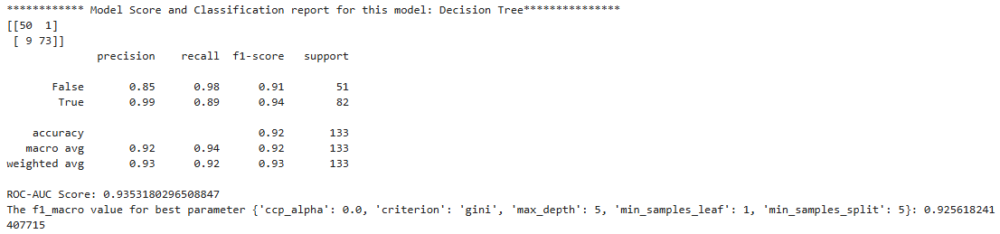 ************ Model Score and Classification report for this model: Decision Tree***************
[[50  1]
 [ 9 73]]
              precision    recall  f1-score   support

       False       0.85      0.98      0.91        51
        True       0.99      0.89      0.94        82

    accuracy                           0.92       133
   macro avg       0.92      0.94      0.92       133
weighted avg       0.93      0.92      0.93       133

ROC-AUC Score: 0.9353180296508847
The f1_macro value for best parameter {'ccp_alpha': 0.0, 'criterion': 'gini', 'max_depth': 5, 'min_samples_leaf': 1, 'min_samples_split': 5}: 0.925618241
407715